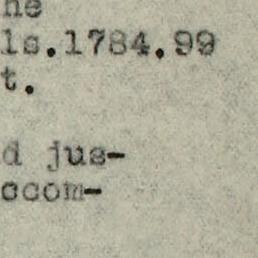 he
ls.1784.99
t.
d jus-
ccom-